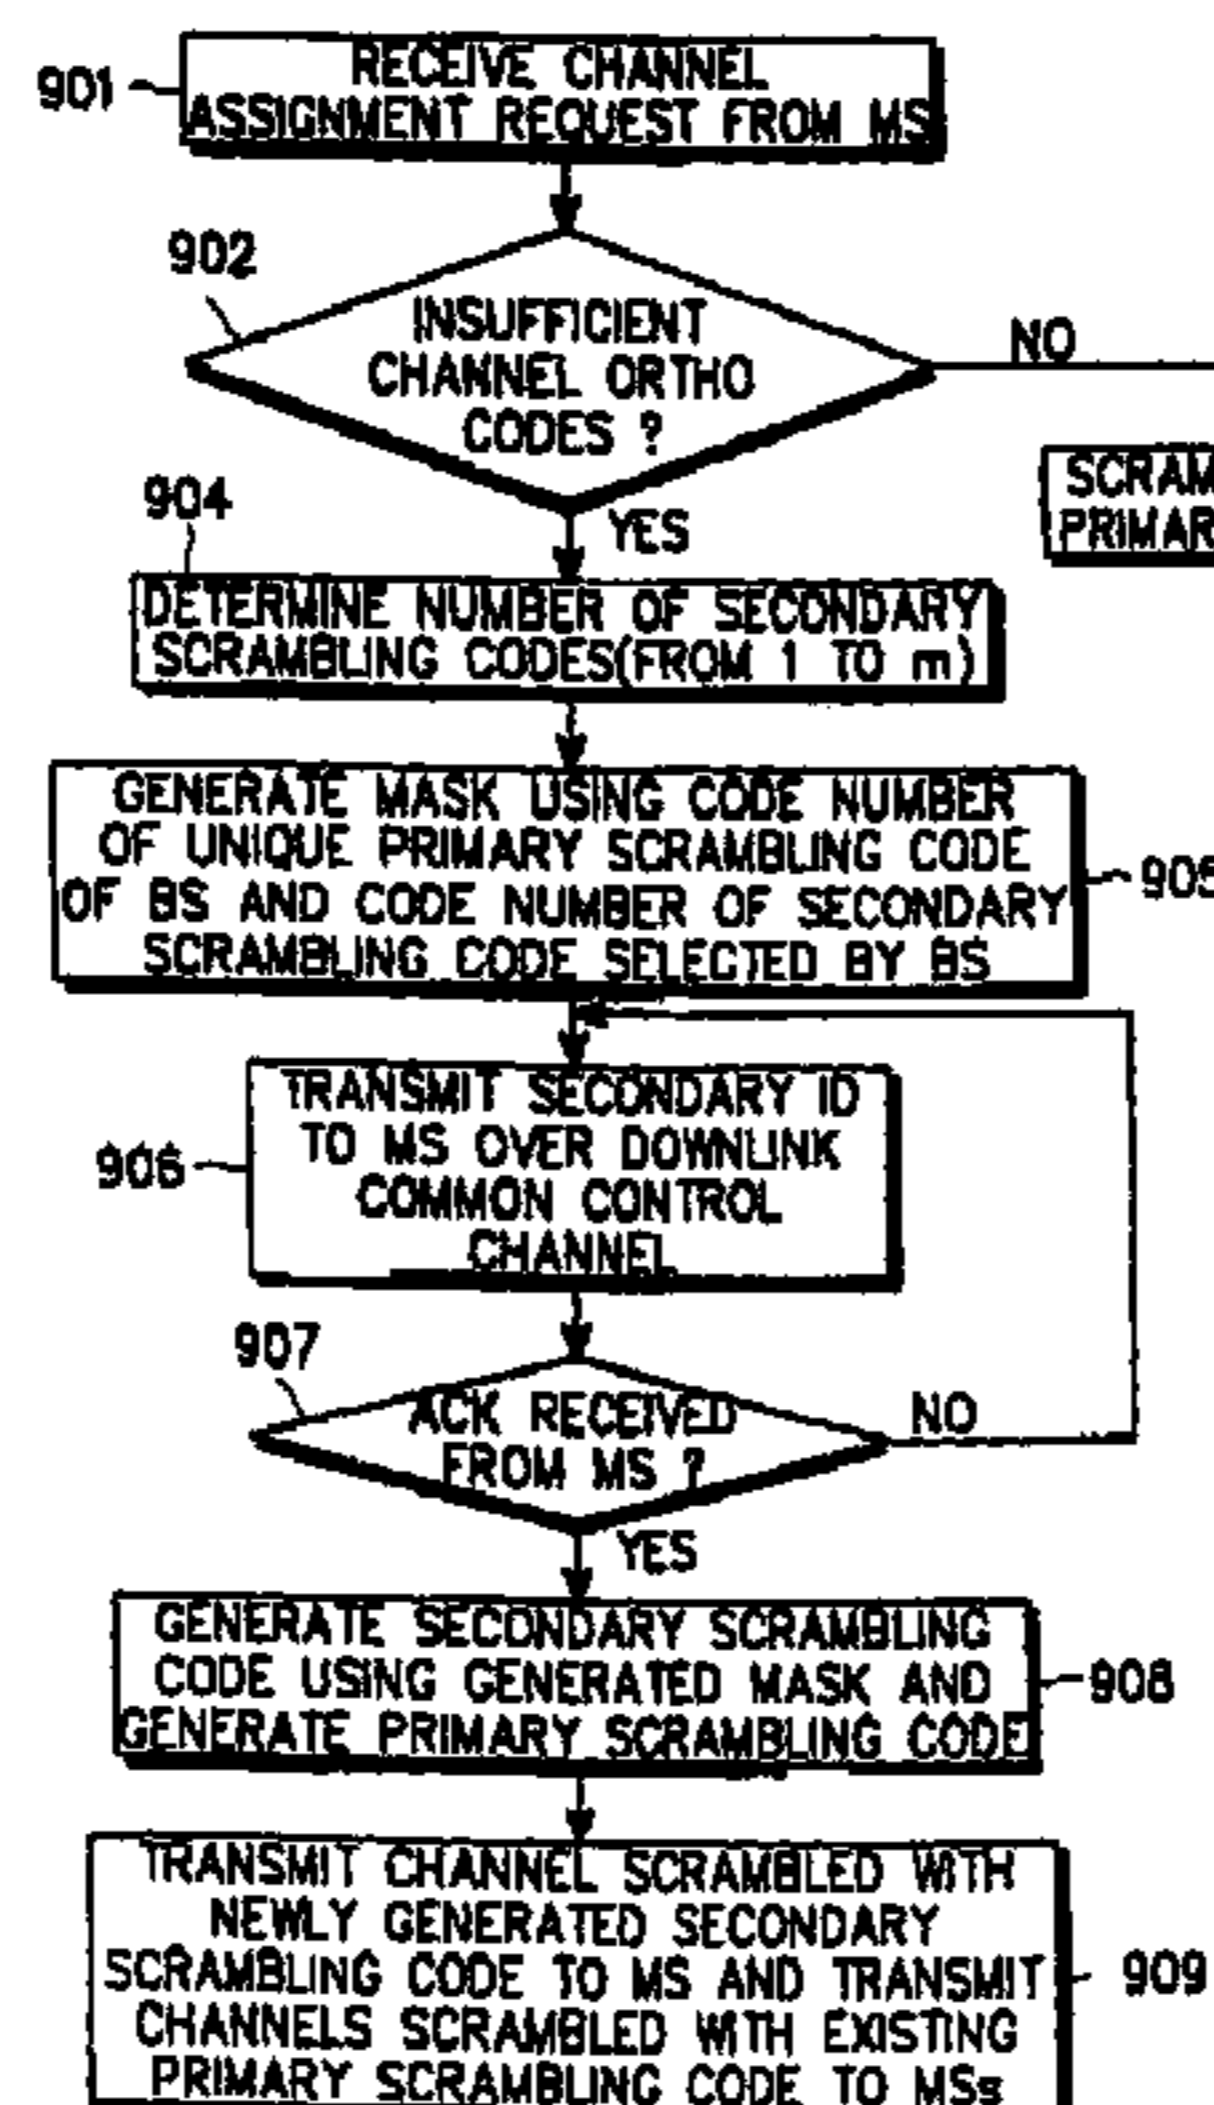 901
RECEIVE CHANNEL
ASSIGNMENT REQUEST FROM MS
902
INSUFFICIENT
CHANNEL ORTHO
CODES ?
NO
YES
904
DETERMINE NUMBER OF SECONDARY
SCRAMBLING CODES(FROM 1 TO m)
GENERATE MASK USING CODE NUMBER
OF UNIQUE PRIMARY SCRAMBLING CODE
OF BS AND CODE NUMBER OF SECONDARY
SCRAMBLING CODE SELECTED BY BS
905
906
TRANSMIT SECONDARY ID
TO MS OVER DOWNLINK
COMMON CONTROL
CHANNEL
907
ACK RECEIVED
FROM MS ?
NO
YES
GENERATE SECONDARY SCRAMBLING
CODE USING GENERATED MASK AND
GENERATE PRIMARY SCRAMBLING CODE
908
TRANSMIT CHANNEL SCRAMBLED WITH
NEWLY GENERATED SECONDARY
SCRAMBLING CODE TO MS AND TRANSMIT
CHANNELS SCRAMBLED WITH EXISTING
PRIMARY SCRAMBLING CODE TO MSs
909